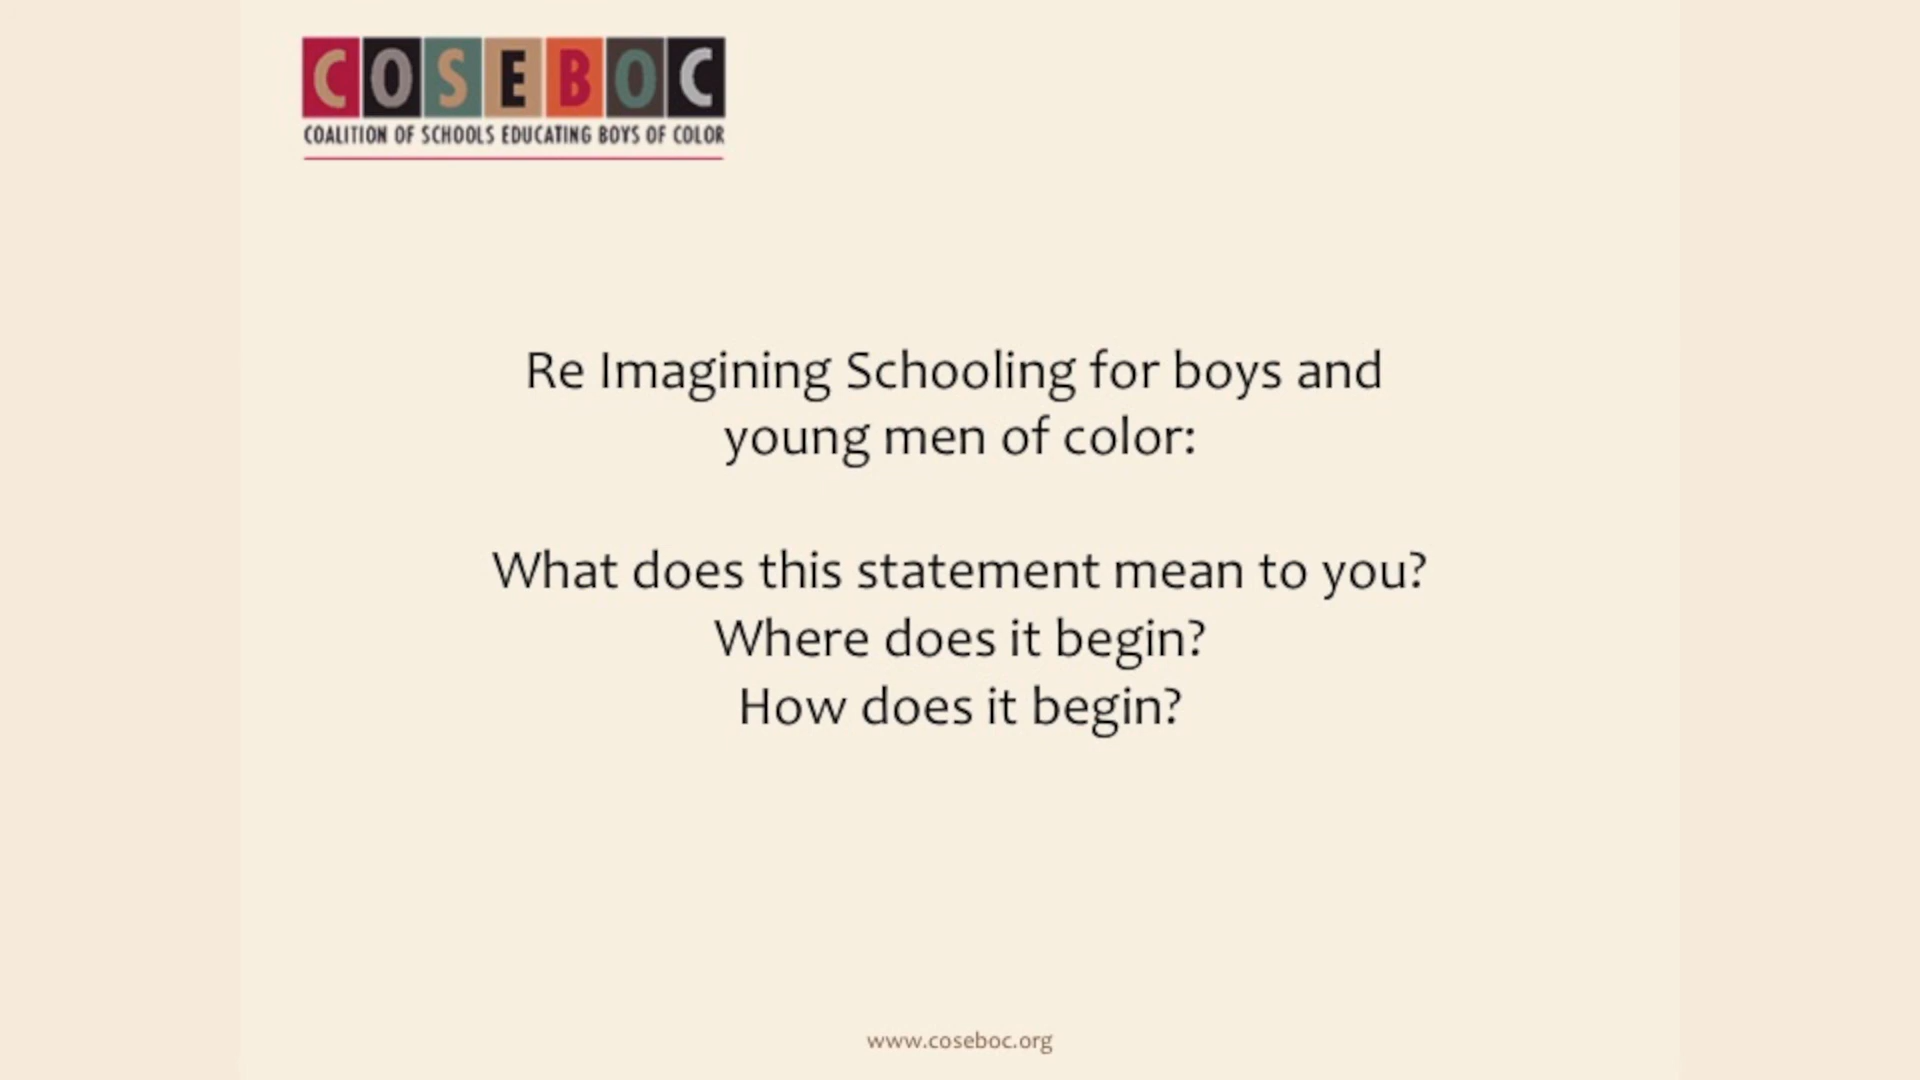 COSEBOC
COALITION OF SCHOOLS EDUCATING BOYS OF COLOR
Re Imagining Schooling for boys and
young men of color:
What does this statement mean to you?
Where does it begin?
How does it begin?
www.coseboc.org